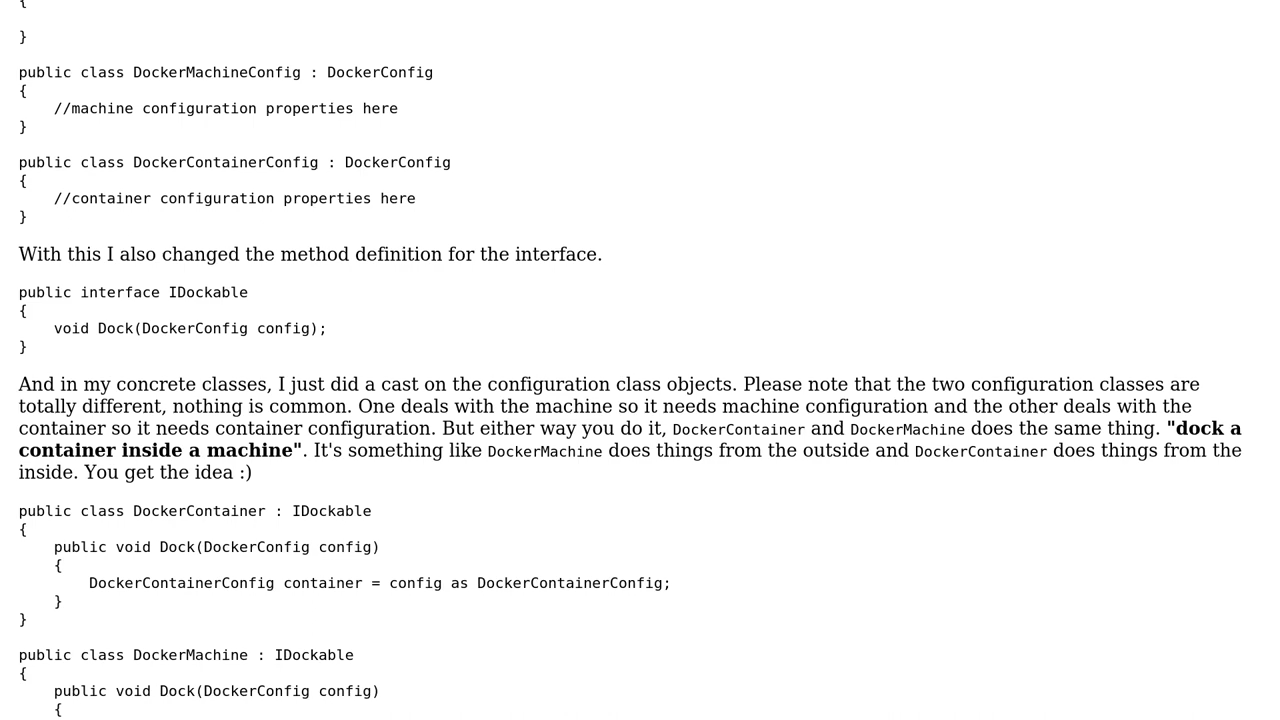 {
}
public class DockerMachineConfig : DockerConfig
{
    //machine configuration properties here
}
public class DockerContainerConfig : DockerConfig
{
    //container configuration properties here
}
With this I also changed the method definition for the interface.
public interface IDockable
{
    void Dock(DockerConfig config);
}
And in my concrete classes, I just did a cast on the configuration class objects. Please note that the two configuration classes are
totally different, nothing is common. One deals with the machine so it needs machine configuration and the other deals with the
container so it needs container configuration. But either way you do it, DockerContainer and DockerMachine does the same thing. "dock a
container inside a machine". It's something like DockerMachine does things from the outside and DockerContainer does things from the
inside. You get the idea :)
public class DockerContainer : IDockable
{
    public void Dock(DockerConfig config)
    {
        DockerContainerConfig container = config as DockerContainerConfig;
    }
}
public class DockerMachine : IDockable
{
    public void Dock(DockerConfig config)
    {